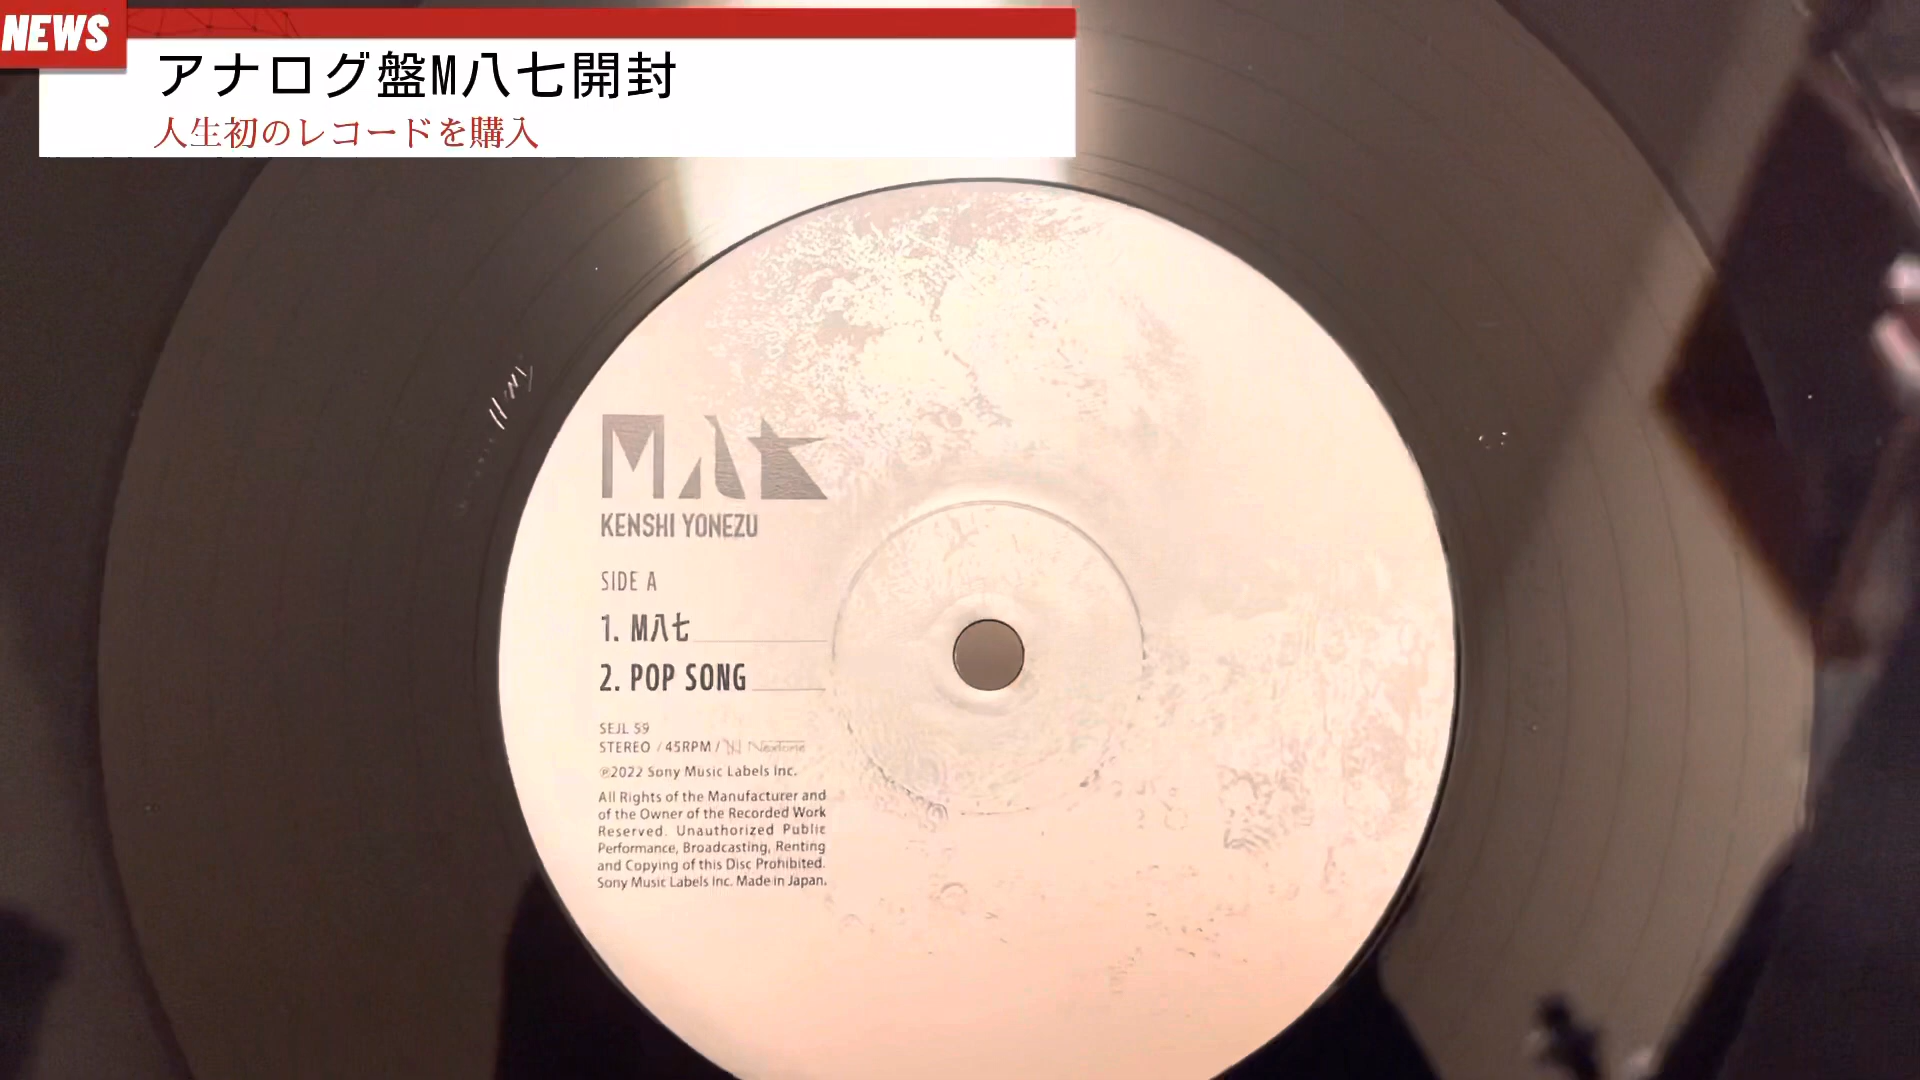 NEWS
アナログ盤M八七開封
人生初のレコードを購入
M八七
KENSHI YONEZU
SIDE A
1. M八七
2. POP SONG
SEJL 59
STEREO / 45RPM / NexTone
℗2022 Sony Music Labels Inc.
All Rights of the Manufacturer and
of the Owner of the Recorded Work
Reserved. Unauthorized Public
Performance, Broadcasting, Renting
and Copying of this Disc Prohibited.
Sony Music Labels Inc. Made in Japan.